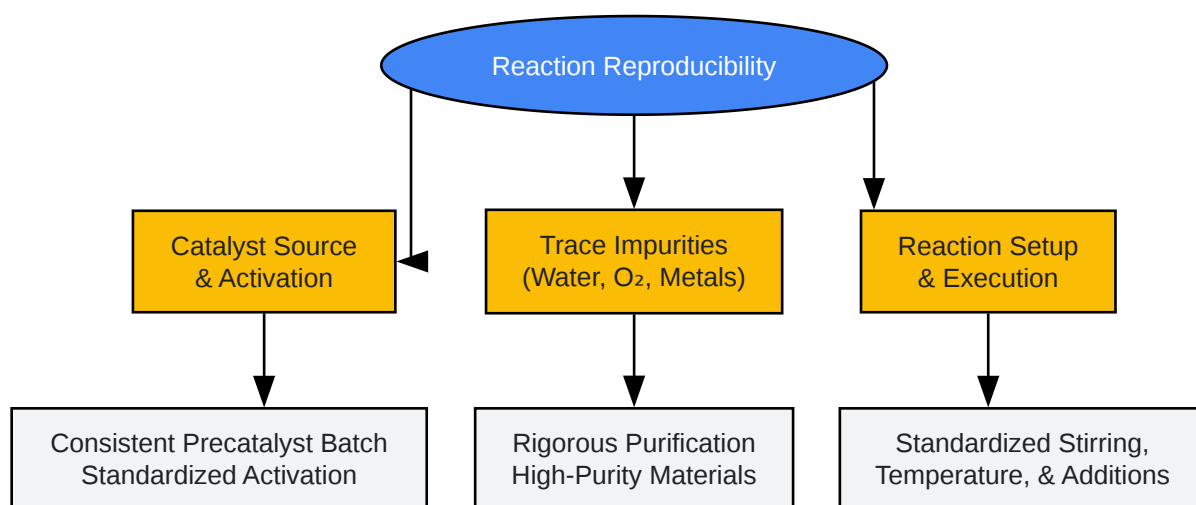 Reaction Reproducibility
Catalyst Source
& Activation
Trace Impurities
(Water, O₂, Metals)
Reaction Setup
& Execution
Consistent Precatalyst Batch
Standardized Activation
Rigorous Purification
High-Purity Materials
Standardized Stirring,
Temperature, & Additions